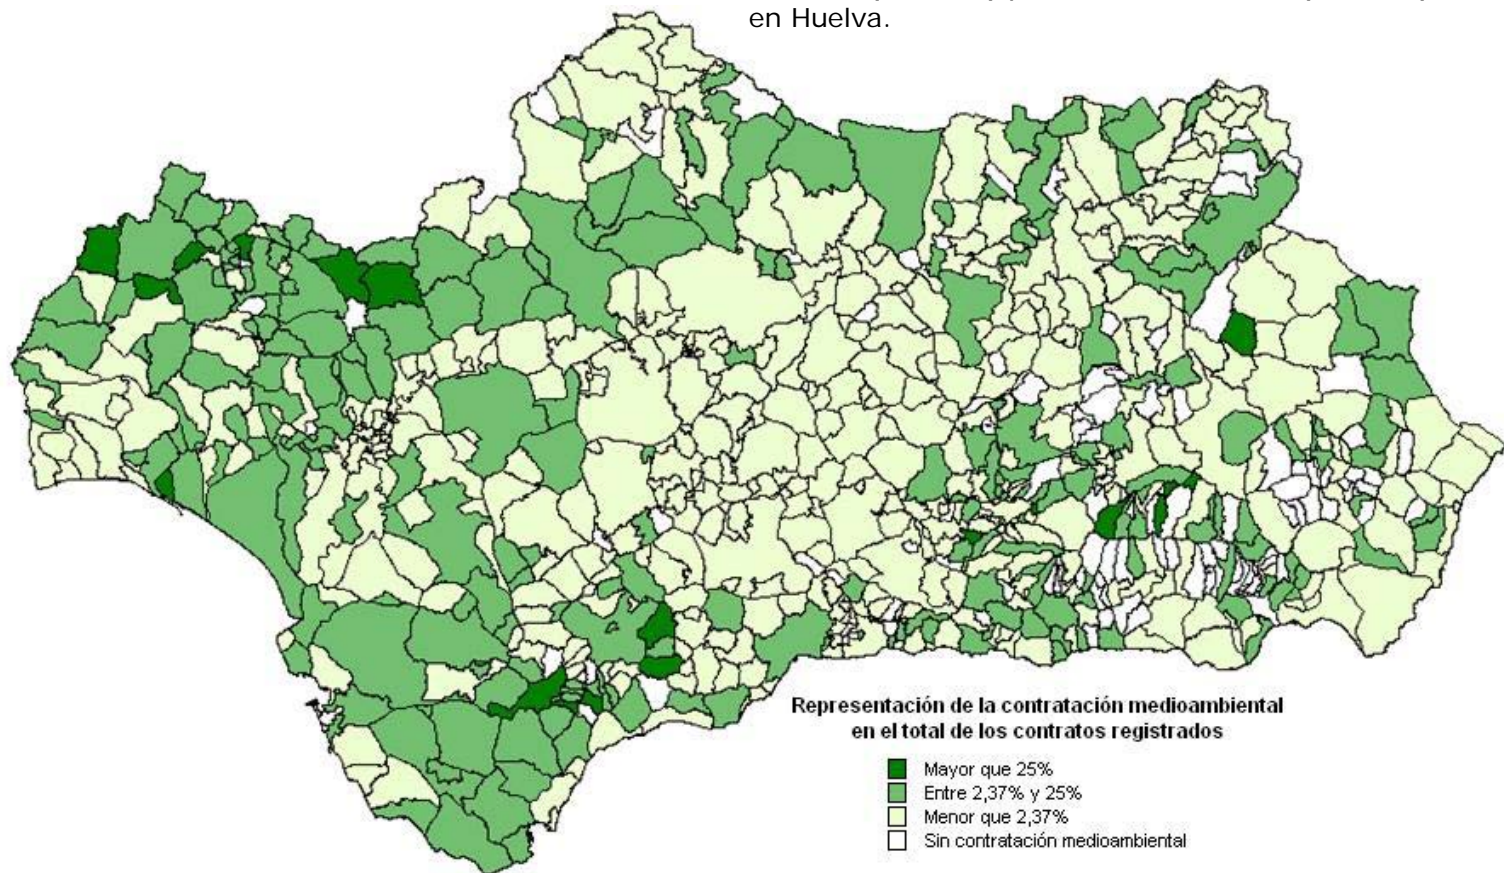 en Huelva.
Representación de la contratación medioambiental
en el total de los contratos registrados
Mayor que 25%
Entre 2,37% y 25%
Menor que 2,37%
Sin contratación medioambiental